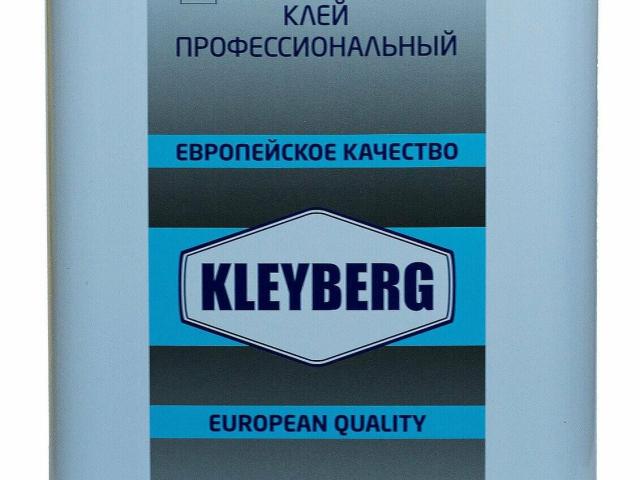 КЛЕЙ
ПРОФЕССИОНАЛЬНЫЙ
ЕВРОПЕЙСКОЕ КАЧЕСТВО
KLEYBERG
EUROPEAN QUALITY